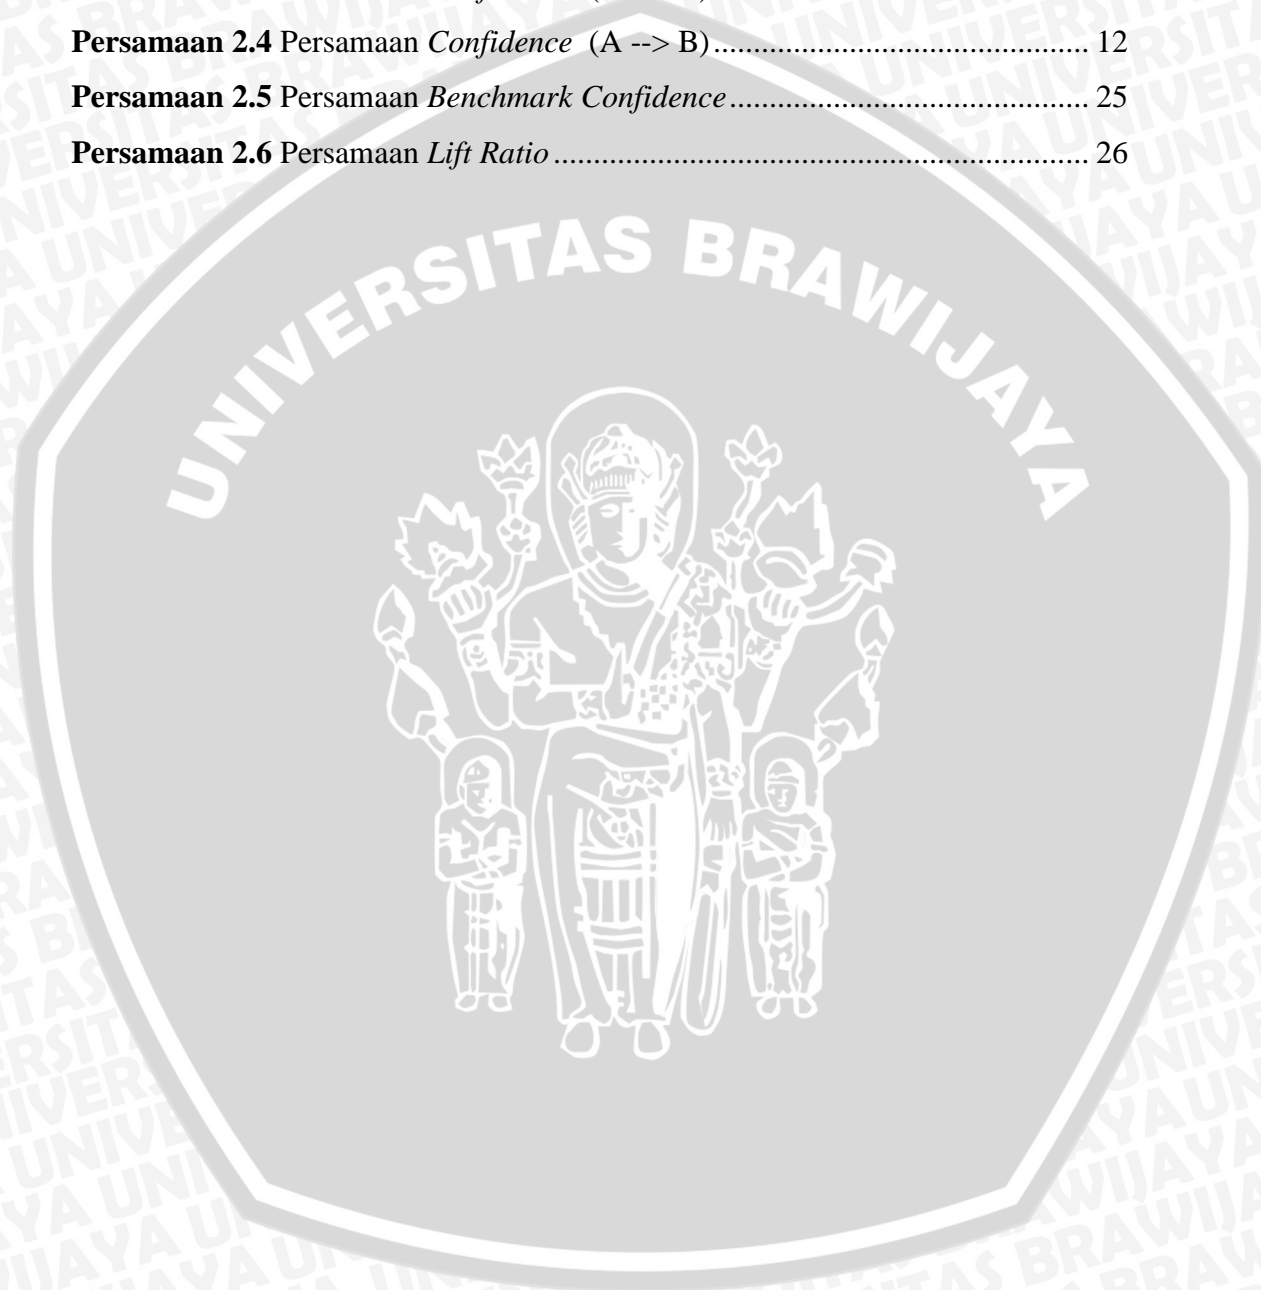 Persamaan 2.4 Persamaan Confidence (A --> B) ............................................... 12
Persamaan 2.5 Persamaan Benchmark Confidence ............................................. 25
Persamaan 2.6 Persamaan Lift Ratio ................................................................... 26
UNIVERSITAS BRAWIJAYA